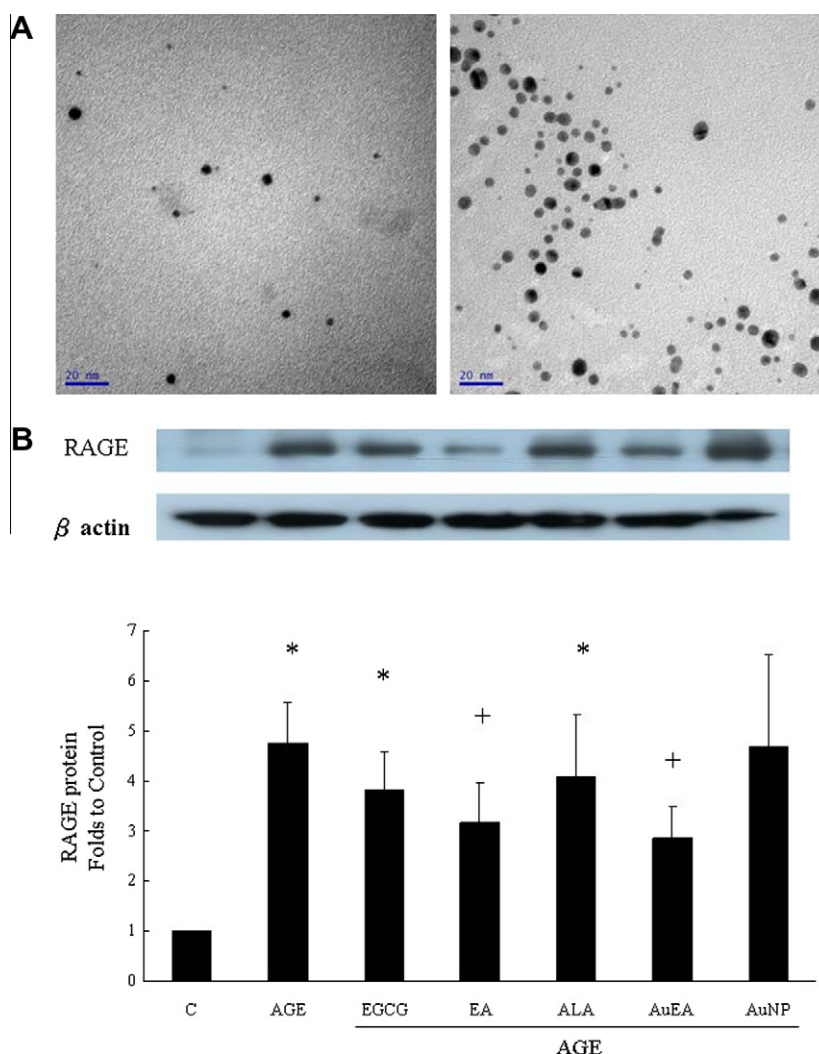 A
20 nm
20 nm
B
RAGE
β actin
RAGE protein
Folds to Control
7
6
5
4
3
2
1
0
*
*
+
*
+
C AGE EGCG EA ALA AuEA AuNP
AGE